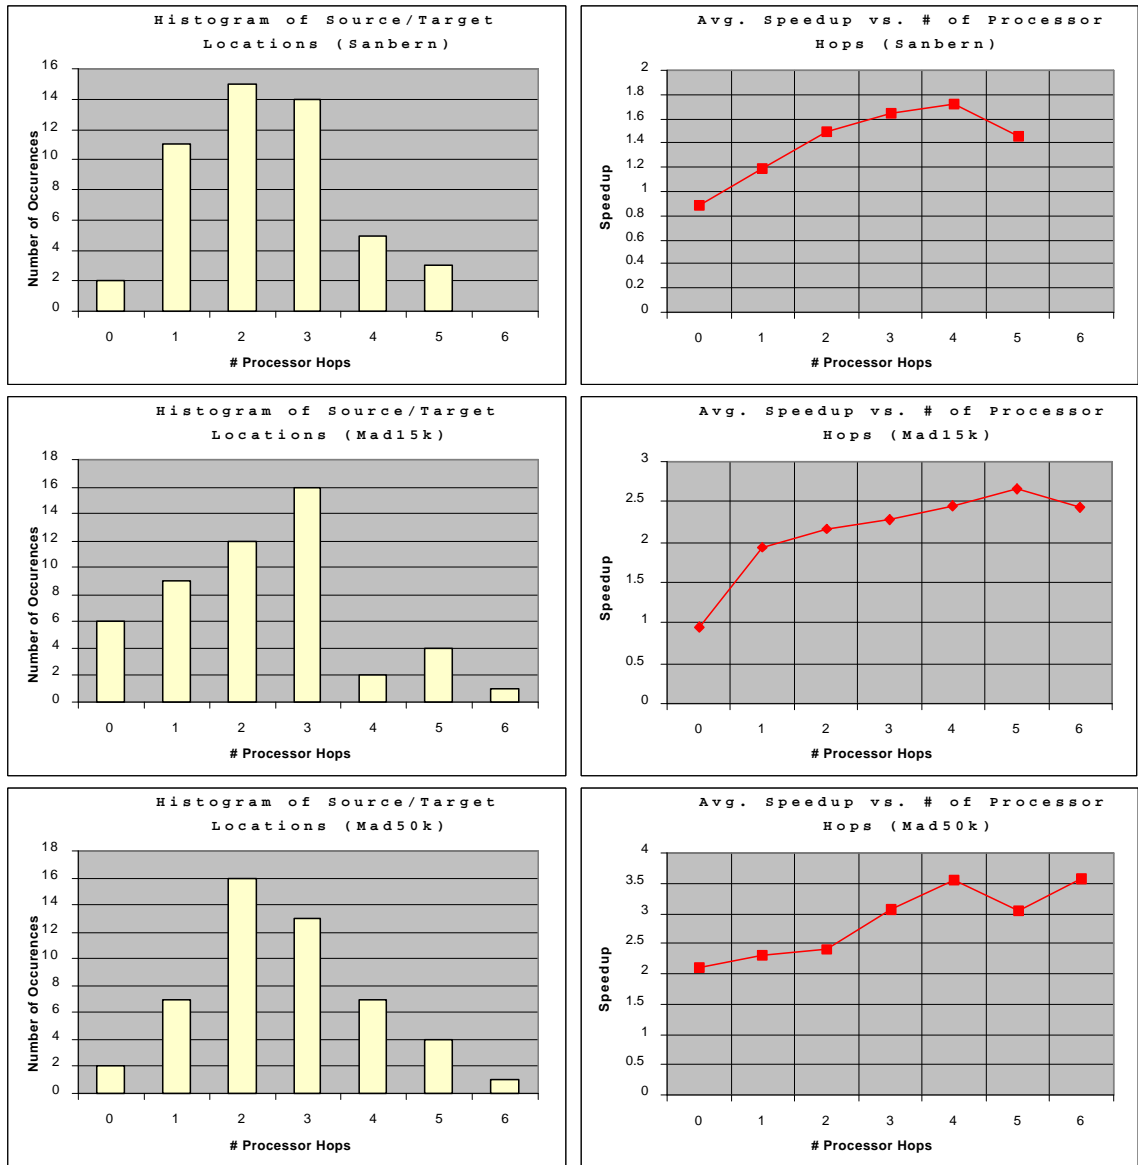 Histogram of Source/Target
Locations (Sanbern)
Number of Occurences
16
14
12
10
8
6
4
2
0
0 1 2 3 4 5 6
# Processor Hops
Avg. Speedup vs. # of Processor
Hops (Sanbern)
Speedup
2
1.8
1.6
1.4
1.2
1
0.8
0.6
0.4
0.2
0
0 1 2 3 4 5 6
# Processor Hops
Histogram of Source/Target
Locations (Mad15k)
Number of Occurences
18
16
14
12
10
8
6
4
2
0
0 1 2 3 4 5 6
# Processor Hops
Avg. Speedup vs. # of Processor
Hops (Mad15k)
Speedup
3
2.5
2
1.5
1
0.5
0
0 1 2 3 4 5 6
# Processor Hops
Histogram of Source/Target
Locations (Mad50k)
Number of Occurences
18
16
14
12
10
8
6
4
2
0
0 1 2 3 4 5 6
# Processor Hops
Avg. Speedup vs. # of Processor
Hops (Mad50k)
Speedup
4
3.5
3
2.5
2
1.5
1
0.5
0
0 1 2 3 4 5 6
# Processor Hops